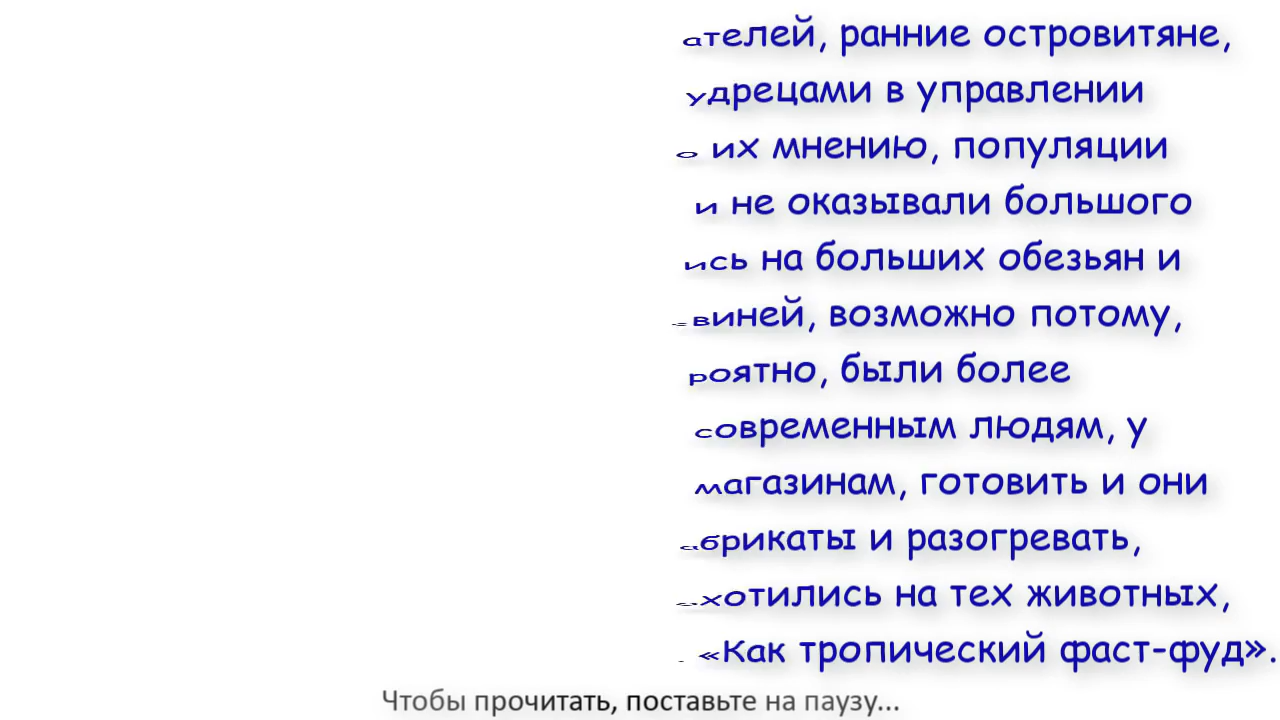 ателей, ранние островитяне,
удрецами в управлении
о их мнению, популяции
и не оказывали большого
ись на больших обезьян и
виней, возможно потому,
роятно, были более
современным людям, у
магазинам, готовить и они
абрикаты и разогревать,
хотились на тех животных,
«Как тропический фаст-фуд».
Чтобы прочитать, поставьте на паузу...